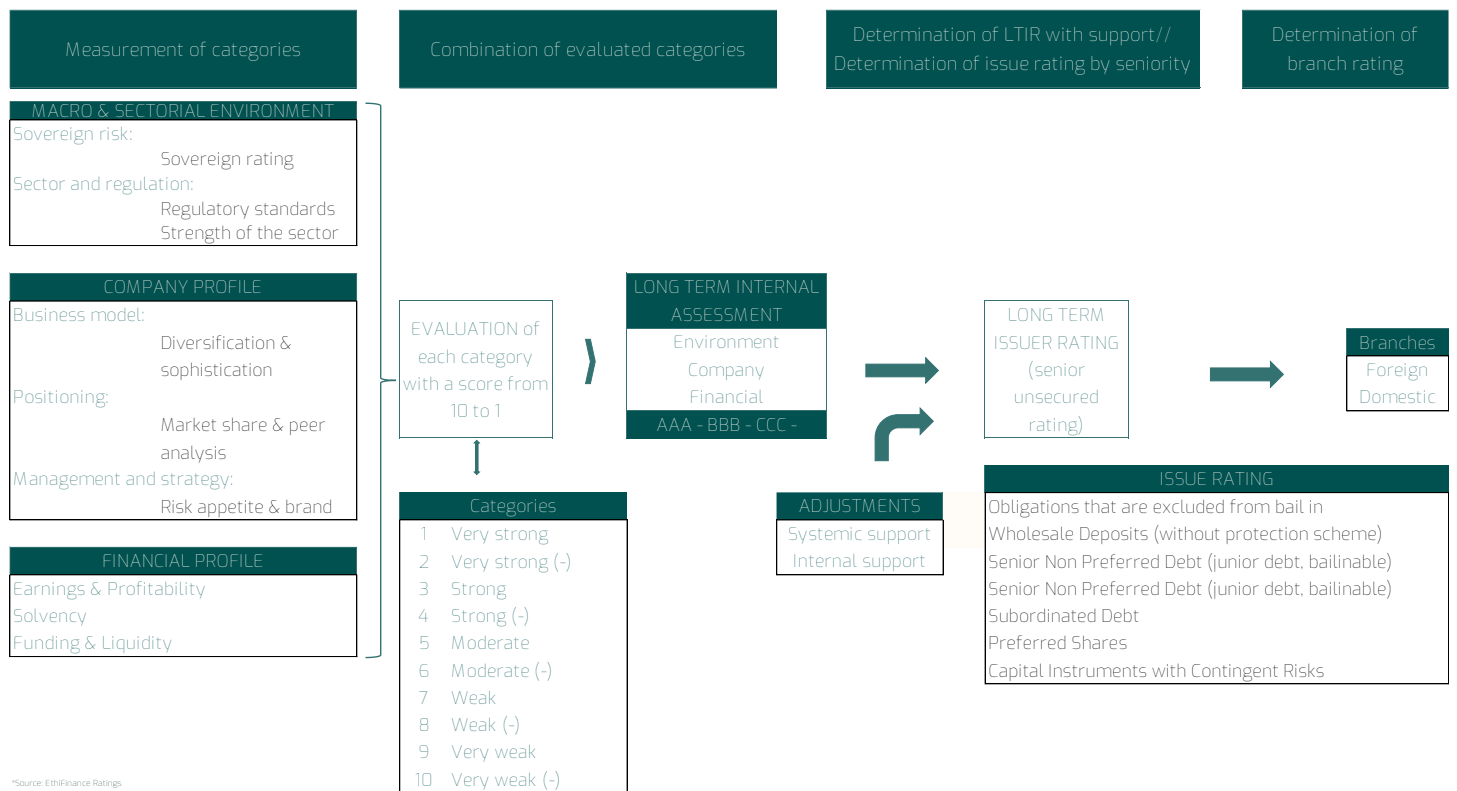 Measurement of categories
Combination of evaluated categories
Determination of LTIR with support//
Determination of issue rating by seniority
Determination of
branch rating
MACRO & SECTORIAL ENVIRONMENT
Sovereign risk:
Sovereign rating
Sector and regulation:
Regulatory standards
Strength of the sector
COMPANY PROFILE
Business model:
Diversification &
sophistication
Positioning:
Market share & peer
analysis
Management and strategy:
Risk appetite & brand
FINANCIAL PROFILE
Earnings & Profitability
Solvency
Funding & Liquidity
EVALUATION of
each category
with a score from
10 to 1
Categories
1 Very strong
2 Very strong (-)
3 Strong
4 Strong (-)
5 Moderate
6 Moderate (-)
7 Weak
8 Weak (-)
9 Very weak
10 Very weak (-)
LONG TERM INTERNAL
ASSESSMENT
Environment
Company
Financial
AAA - BBB - CCC -
ADJUSTMENTS
Systemic support
Internal support
LONG TERM
ISSUER RATING
(senior
unsecured
rating)
ISSUE RATING
Obligations that are excluded from bail in
Wholesale Deposits (without protection scheme)
Senior Non Preferred Debt (junior debt, bailinable)
Senior Non Preferred Debt (junior debt, bailinable)
Subordinated Debt
Preferred Shares
Capital Instruments with Contingent Risks
Branches
Foreign
Domestic
*Source: EthiFinance Ratings